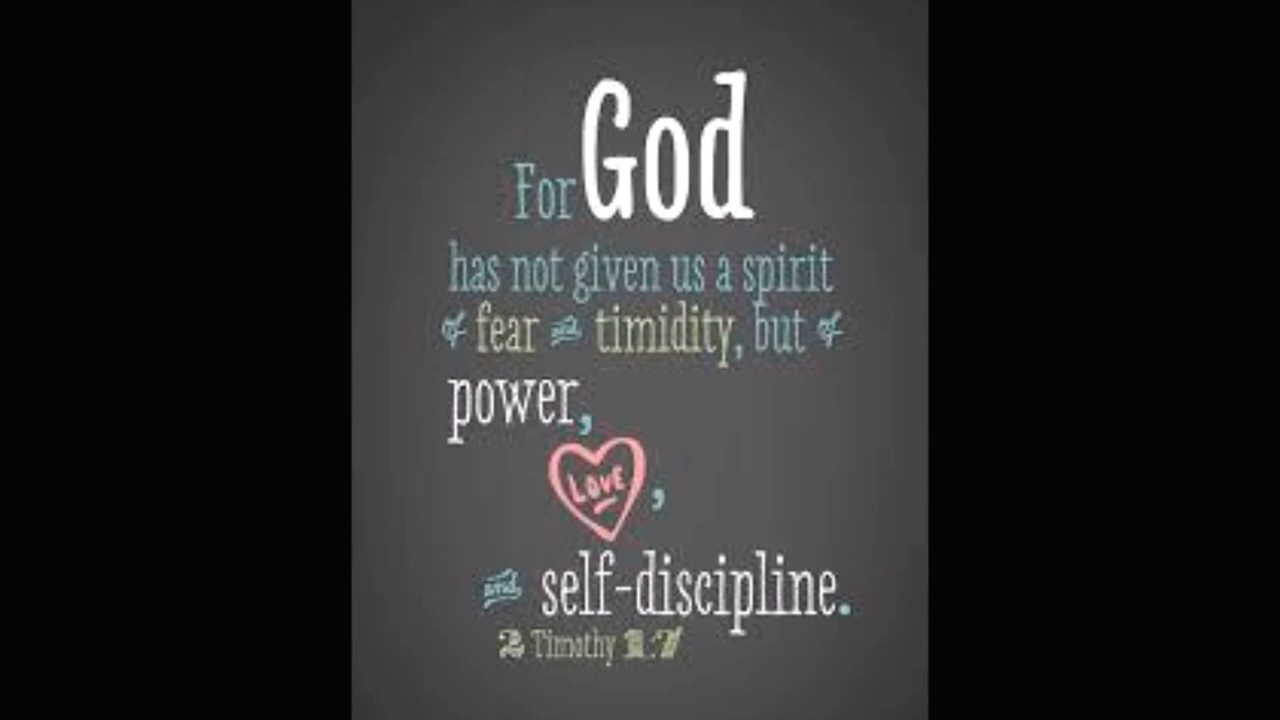 For God
has not given us a spirit
of fear and timidity, but of
power,
LOVE,
and self-discipline.
2 Timothy 1:7